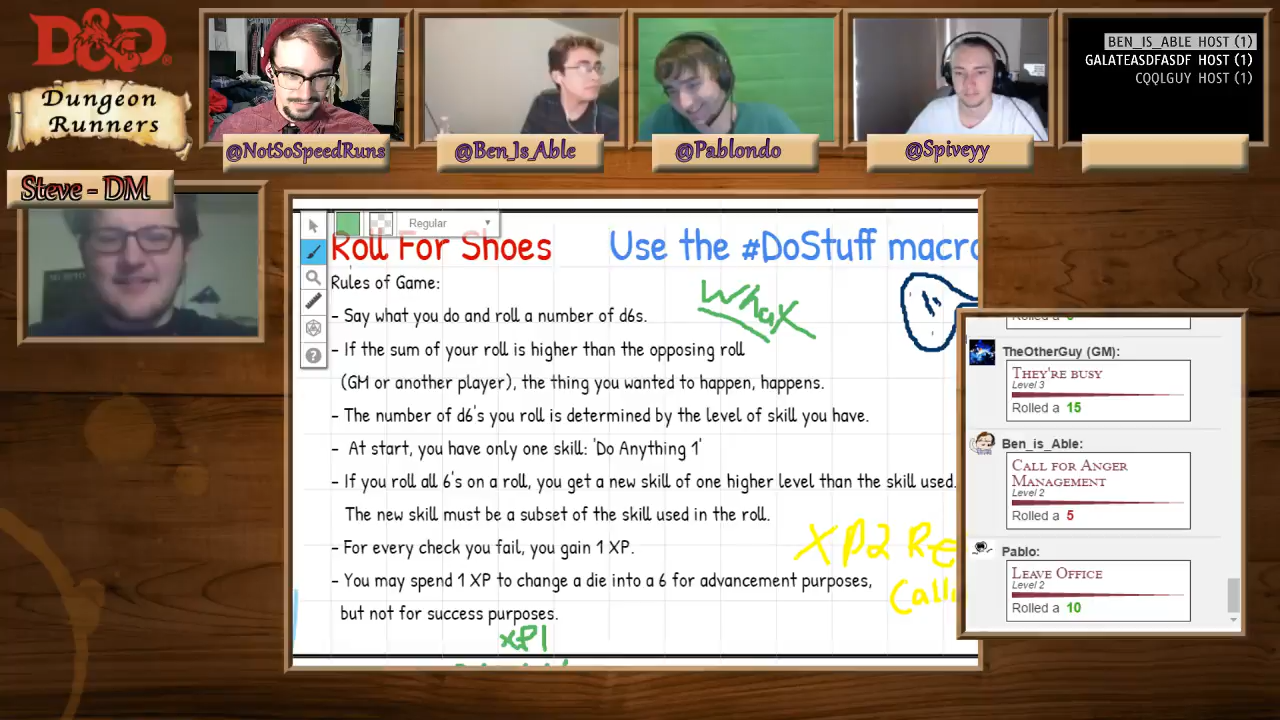 D&D
Dungeon
Runners
@NotSoSpeedRuns
@Ben_Is_Able
@Pablondo
@Spiveyy
BEN_IS_ABLE HOST (1)
GALATEASDFASDF HOST (1)
CQQLGUY HOST (1)
Steve - DM
Regular
Roll For Shoes
Use the #DoStuff macro
Rules of Game:
What
- Say what you do and roll a number of d6s.
- If the sum of your roll is higher than the opposing roll
(GM or another player), the thing you wanted to happen, happens.
- The number of d6's you roll is determined by the level of skill you have.
- At start, you have only one skill: 'Do Anything 1'
- If you roll all 6's on a roll, you get a new skill of one higher level than the skill used.
The new skill must be a subset of the skill used in the roll.
- For every check you fail, you gain 1 XP.
- You may spend 1 XP to change a die into a 6 for advancement purposes,
but not for success purposes.
XP1
XP2 Re
Call
TheOtherGuy (GM):
THEY'RE BUSY
Level 3
Rolled a 15
Ben_is_Able:
CALL FOR ANGER
MANAGEMENT
Level 2
Rolled a 5
Pablo:
LEAVE OFFICE
Level 2
Rolled a 10